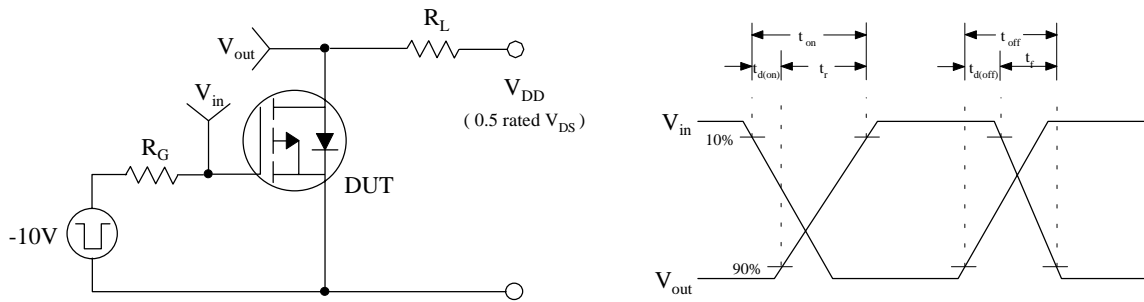 V_out
R_L
V_in
V_DD
( 0.5 rated V_DS )
R_G
DUT
-10V
t_on
t_off
t_d(on)
t_r
t_d(off)
t_f
V_in
10%
90%
V_out